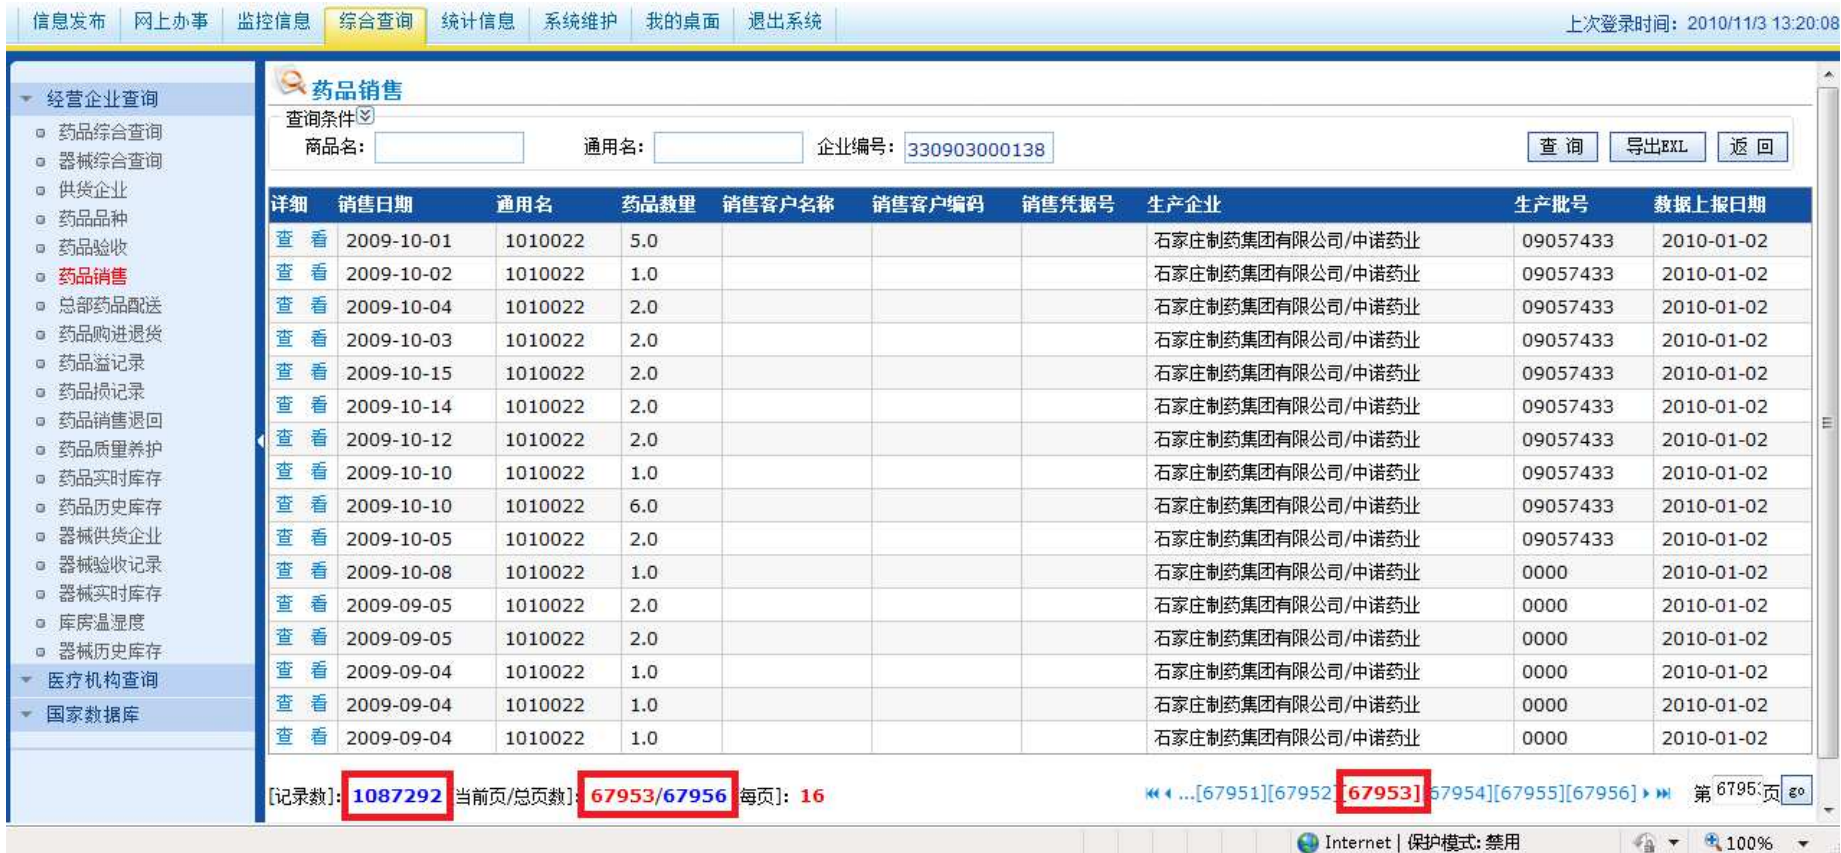 信息发布 网上办事 监控信息 综合查询 统计信息 系统维护 我的桌面 退出系统 上次登录时间：2010/11/3 13:20:08
经营企业查询
药品综合查询
器械综合查询
供货企业
药品品种
药品验收
药品销售
总部药品配送
药品购进退货
药品溢记录
药品损记录
药品销售退回
药品质量养护
药品实时库存
药品历史库存
器械供货企业
器械验收记录
器械实时库存
库房温湿度
器械历史库存
医疗机构查询
国家数据库
药品销售
查询条件
商品名： 通用名： 企业编号： 330903000138 查 询 导出EXL 返 回
详细 销售日期 通用名 药品数量 销售客户名称 销售客户编码 销售凭据号 生产企业 生产批号 数据上报日期
查 看 2009-10-01 1010022 5.0 石家庄制药集团有限公司/中诺药业 09057433 2010-01-02
查 看 2009-10-02 1010022 1.0 石家庄制药集团有限公司/中诺药业 09057433 2010-01-02
查 看 2009-10-04 1010022 2.0 石家庄制药集团有限公司/中诺药业 09057433 2010-01-02
查 看 2009-10-03 1010022 2.0 石家庄制药集团有限公司/中诺药业 09057433 2010-01-02
查 看 2009-10-15 1010022 2.0 石家庄制药集团有限公司/中诺药业 09057433 2010-01-02
查 看 2009-10-14 1010022 2.0 石家庄制药集团有限公司/中诺药业 09057433 2010-01-02
查 看 2009-10-12 1010022 2.0 石家庄制药集团有限公司/中诺药业 09057433 2010-01-02
查 看 2009-10-10 1010022 1.0 石家庄制药集团有限公司/中诺药业 09057433 2010-01-02
查 看 2009-10-10 1010022 6.0 石家庄制药集团有限公司/中诺药业 09057433 2010-01-02
查 看 2009-10-05 1010022 2.0 石家庄制药集团有限公司/中诺药业 09057433 2010-01-02
查 看 2009-10-08 1010022 1.0 石家庄制药集团有限公司/中诺药业 0000 2010-01-02
查 看 2009-09-05 1010022 2.0 石家庄制药集团有限公司/中诺药业 0000 2010-01-02
查 看 2009-09-05 1010022 2.0 石家庄制药集团有限公司/中诺药业 0000 2010-01-02
查 看 2009-09-04 1010022 1.0 石家庄制药集团有限公司/中诺药业 0000 2010-01-02
查 看 2009-09-04 1010022 1.0 石家庄制药集团有限公司/中诺药业 0000 2010-01-02
查 看 2009-09-04 1010022 1.0 石家庄制药集团有限公司/中诺药业 0000 2010-01-02
[记录数]：1087292 [当前页/总页数]：67953/67956 [每页]：16 ...[67951][67952][67953][67954][67955][67956] 第 6795 页 go
Internet | 保护模式: 禁用 100%